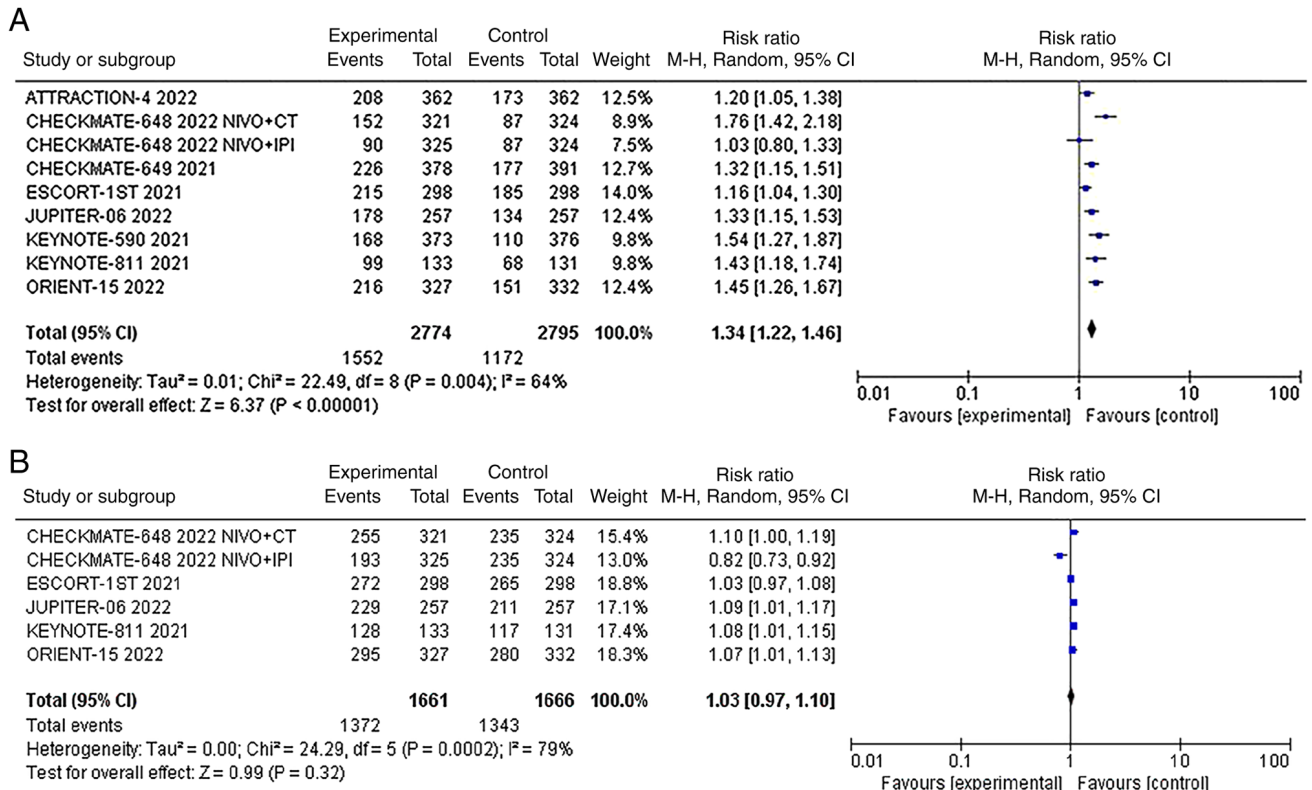 A
Experimental Control Risk ratio Risk ratio
Study or subgroup Events Total Events Total Weight M-H, Random, 95% CI M-H, Random, 95% CI
ATTRACTION-4 2022 208 362 173 362 12.5% 1.20 [1.05, 1.38]
CHECKMATE-648 2022 NIVO+CT 152 321 87 324 8.9% 1.76 [1.42, 2.18]
CHECKMATE-648 2022 NIVO+IPI 90 325 87 324 7.5% 1.03 [0.80, 1.33]
CHECKMATE-649 2021 226 378 177 391 12.7% 1.32 [1.15, 1.51]
ESCORT-1ST 2021 215 298 185 298 14.0% 1.16 [1.04, 1.30]
JUPITER-06 2022 178 257 134 257 12.4% 1.33 [1.15, 1.53]
KEYNOTE-590 2021 168 373 110 376 9.8% 1.54 [1.27, 1.87]
KEYNOTE-811 2021 99 133 68 131 9.8% 1.43 [1.18, 1.74]
ORIENT-15 2022 216 327 151 332 12.4% 1.45 [1.26, 1.67]
Total (95% CI) 2774 2795 100.0% 1.34 [1.22, 1.46]
Total events 1552 1172
Heterogeneity: Tau² = 0.01; Chi² = 22.49, df = 8 (P = 0.004); I² = 64%
Test for overall effect: Z = 6.37 (P < 0.00001)
0.01 0.1 1 10 100
Favours [experimental] Favours [control]
B
Experimental Control Risk ratio Risk ratio
Study or subgroup Events Total Events Total Weight M-H, Random, 95% CI M-H, Random, 95% CI
CHECKMATE-648 2022 NIVO+CT 255 321 235 324 15.4% 1.10 [1.00, 1.19]
CHECKMATE-648 2022 NIVO+IPI 193 325 235 324 13.0% 0.82 [0.73, 0.92]
ESCORT-1ST 2021 272 298 265 298 18.8% 1.03 [0.97, 1.08]
JUPITER-06 2022 229 257 211 257 17.1% 1.09 [1.01, 1.17]
KEYNOTE-811 2021 128 133 117 131 17.4% 1.08 [1.01, 1.15]
ORIENT-15 2022 295 327 280 332 18.3% 1.07 [1.01, 1.13]
Total (95% CI) 1661 1666 100.0% 1.03 [0.97, 1.10]
Total events 1372 1343
Heterogeneity: Tau² = 0.00; Chi² = 24.29, df = 5 (P = 0.0002); I² = 79%
Test for overall effect: Z = 0.99 (P = 0.32)
0.01 0.1 1 10 100
Favours [experimental] Favours [control]